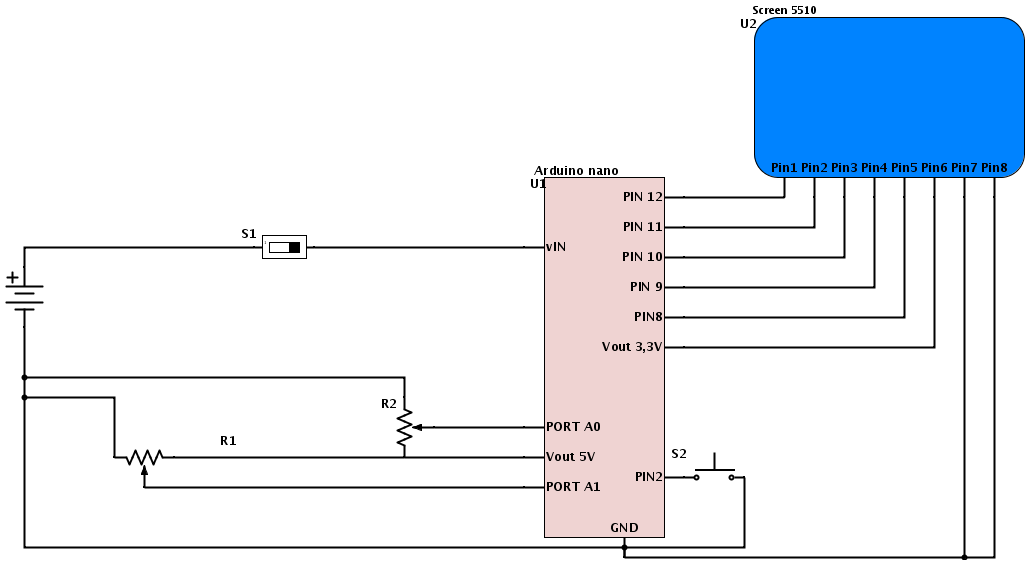 Screen 5510
U2
Pin1 Pin2 Pin3 Pin4 Pin5 Pin6 Pin7 Pin8
Arduino nano
U1
PIN 12
PIN 11
S1
vIN
PIN 10
+
PIN 9
PIN8
Vout 3,3V
R2
PORT A0
R1
Vout 5V
S2
PIN2
PORT A1
GND